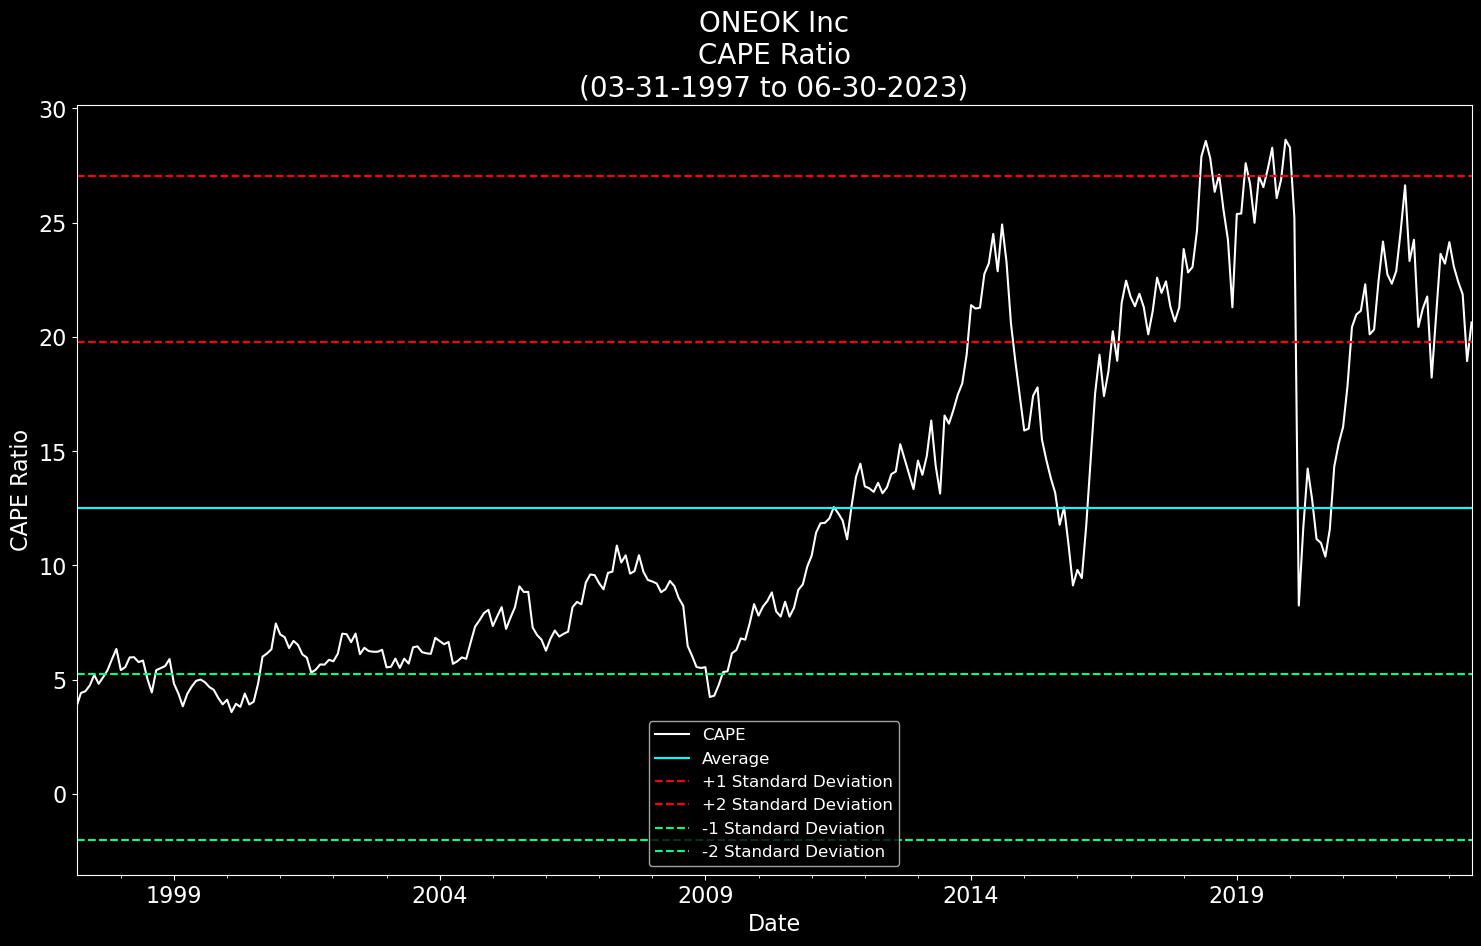 ONEOK Inc
CAPE Ratio
(03-31-1997 to 06-30-2023)
30
25
20
15
10
5
0
CAPE Ratio
CAPE
Average
+1 Standard Deviation
+2 Standard Deviation
-1 Standard Deviation
-2 Standard Deviation
1999 2004 2009 2014 2019
Date